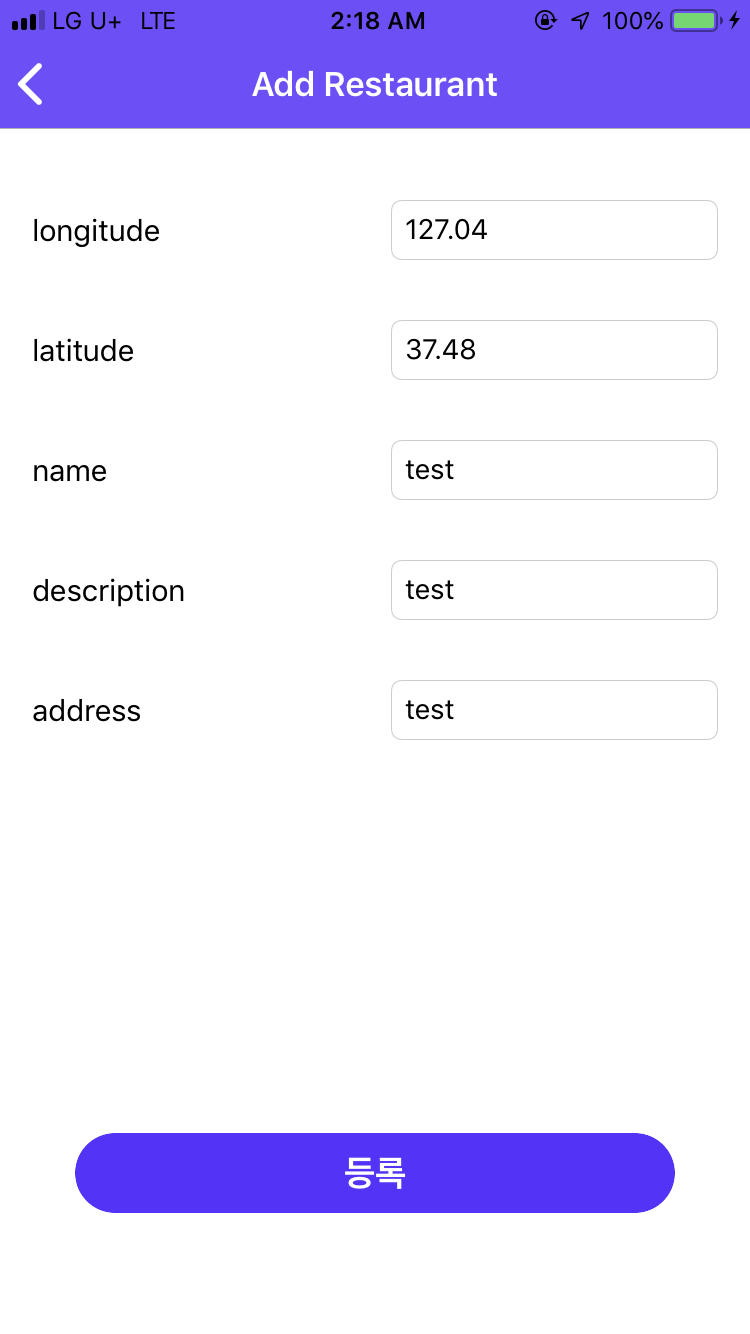 LG U+ LTE 2:18 AM 100%
Add Restaurant
longitude 127.04
latitude 37.48
name test
description test
address test
등록